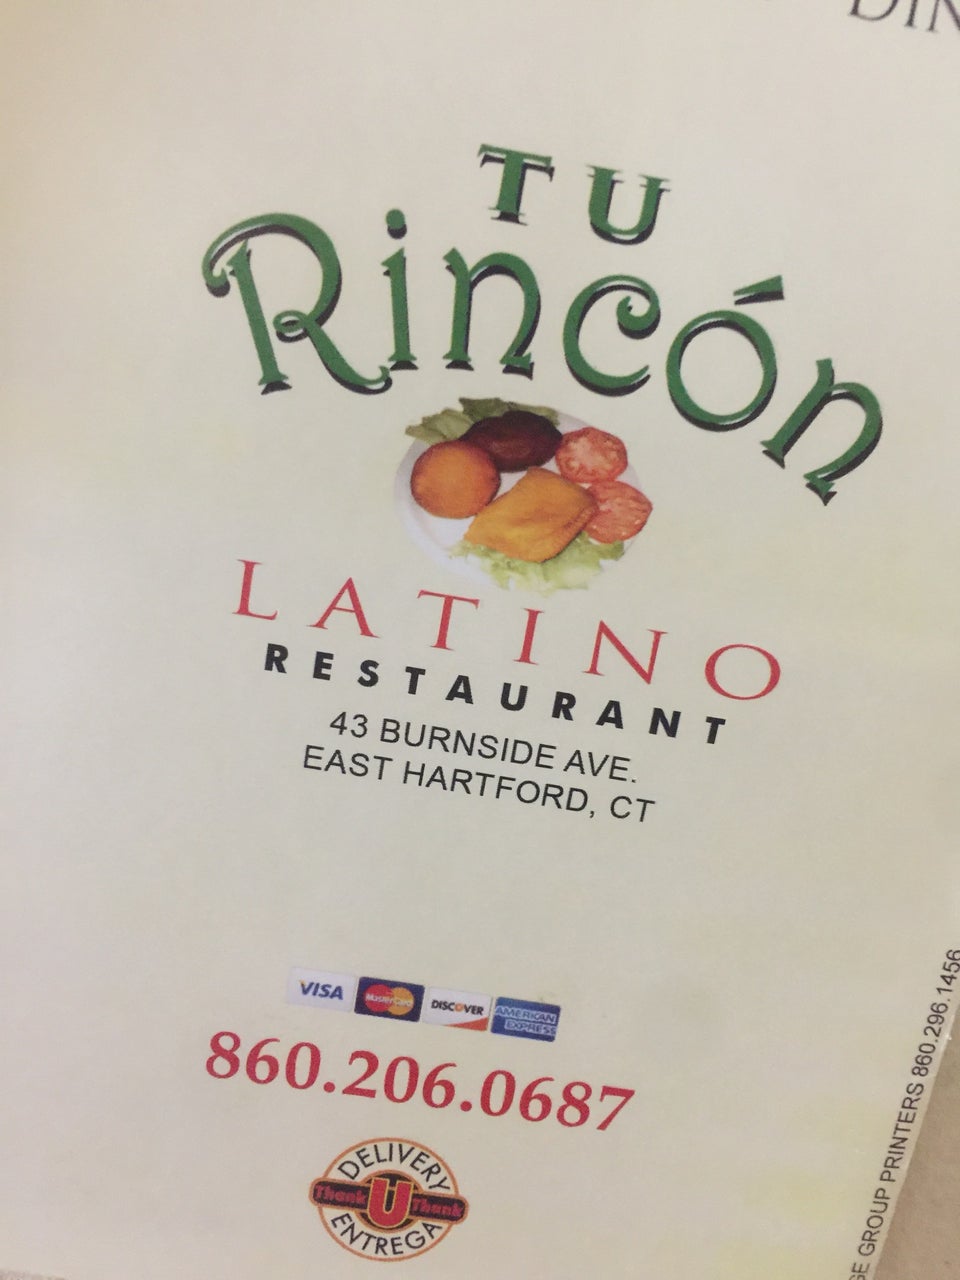 TU
Rincón
LATINO
RESTAURANT
43 BURNSIDE AVE.
EAST HARTFORD, CT
VISA MasterCard DISCOVER AMERICAN EXPRESS
860.206.0687
DELIVERY
Thank U Thank
ENTREGA
GROUP PRINTERS 860.296.1456